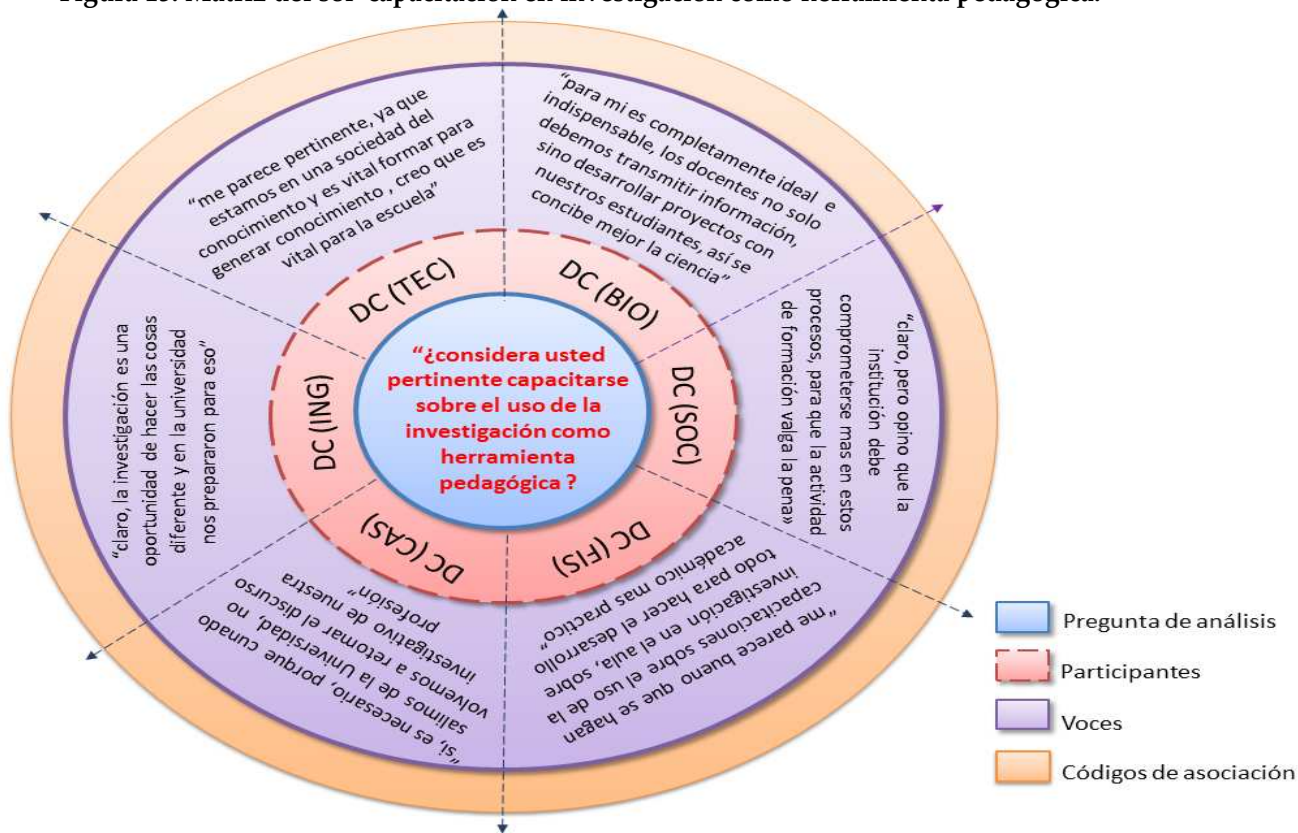 Figura Matriz del ser capacitación en investigación como herramienta pedagógica.
“me parece pertinente, ya que
estamos en una sociedad del
conocimiento y es vital formar para
generar conocimiento , creo que es
vital para la escuela”
“para mi es completamente ideal e
indispensable, los docentes no solo
debemos transmitir información,
sino desarrollar proyectos con
nuestros estudiantes, así se
concibe mejor la ciencia”
“claro, pero opino que la
institución debe
comprometerse mas en estos
procesos, para que la actividad
de formación valga la pena»
“me parece bueno que se hagan
capacitaciones sobre el uso de la
investigación en el aula, sobre
todo para hacer el desarrollo
académico mas practico”
“si, es necesario, porque cunado
salimos de la Universidad, no
volvemos a retomar el discurso
investigativo de nuestra
profesión”
“claro, la investigación es una
oportunidad de hacer las cosas
diferente y en la universidad
nos prepararon para eso”
DC (TEC)
DC (BIO)
DC (SOC)
DC (FIS)
DC (CAS)
DC (ING)
“¿considera usted
pertinente capacitarse
sobre el uso de la
investigación como
herramienta
pedagógica ?
Pregunta de análisis
Participantes
Voces
Códigos de asociación